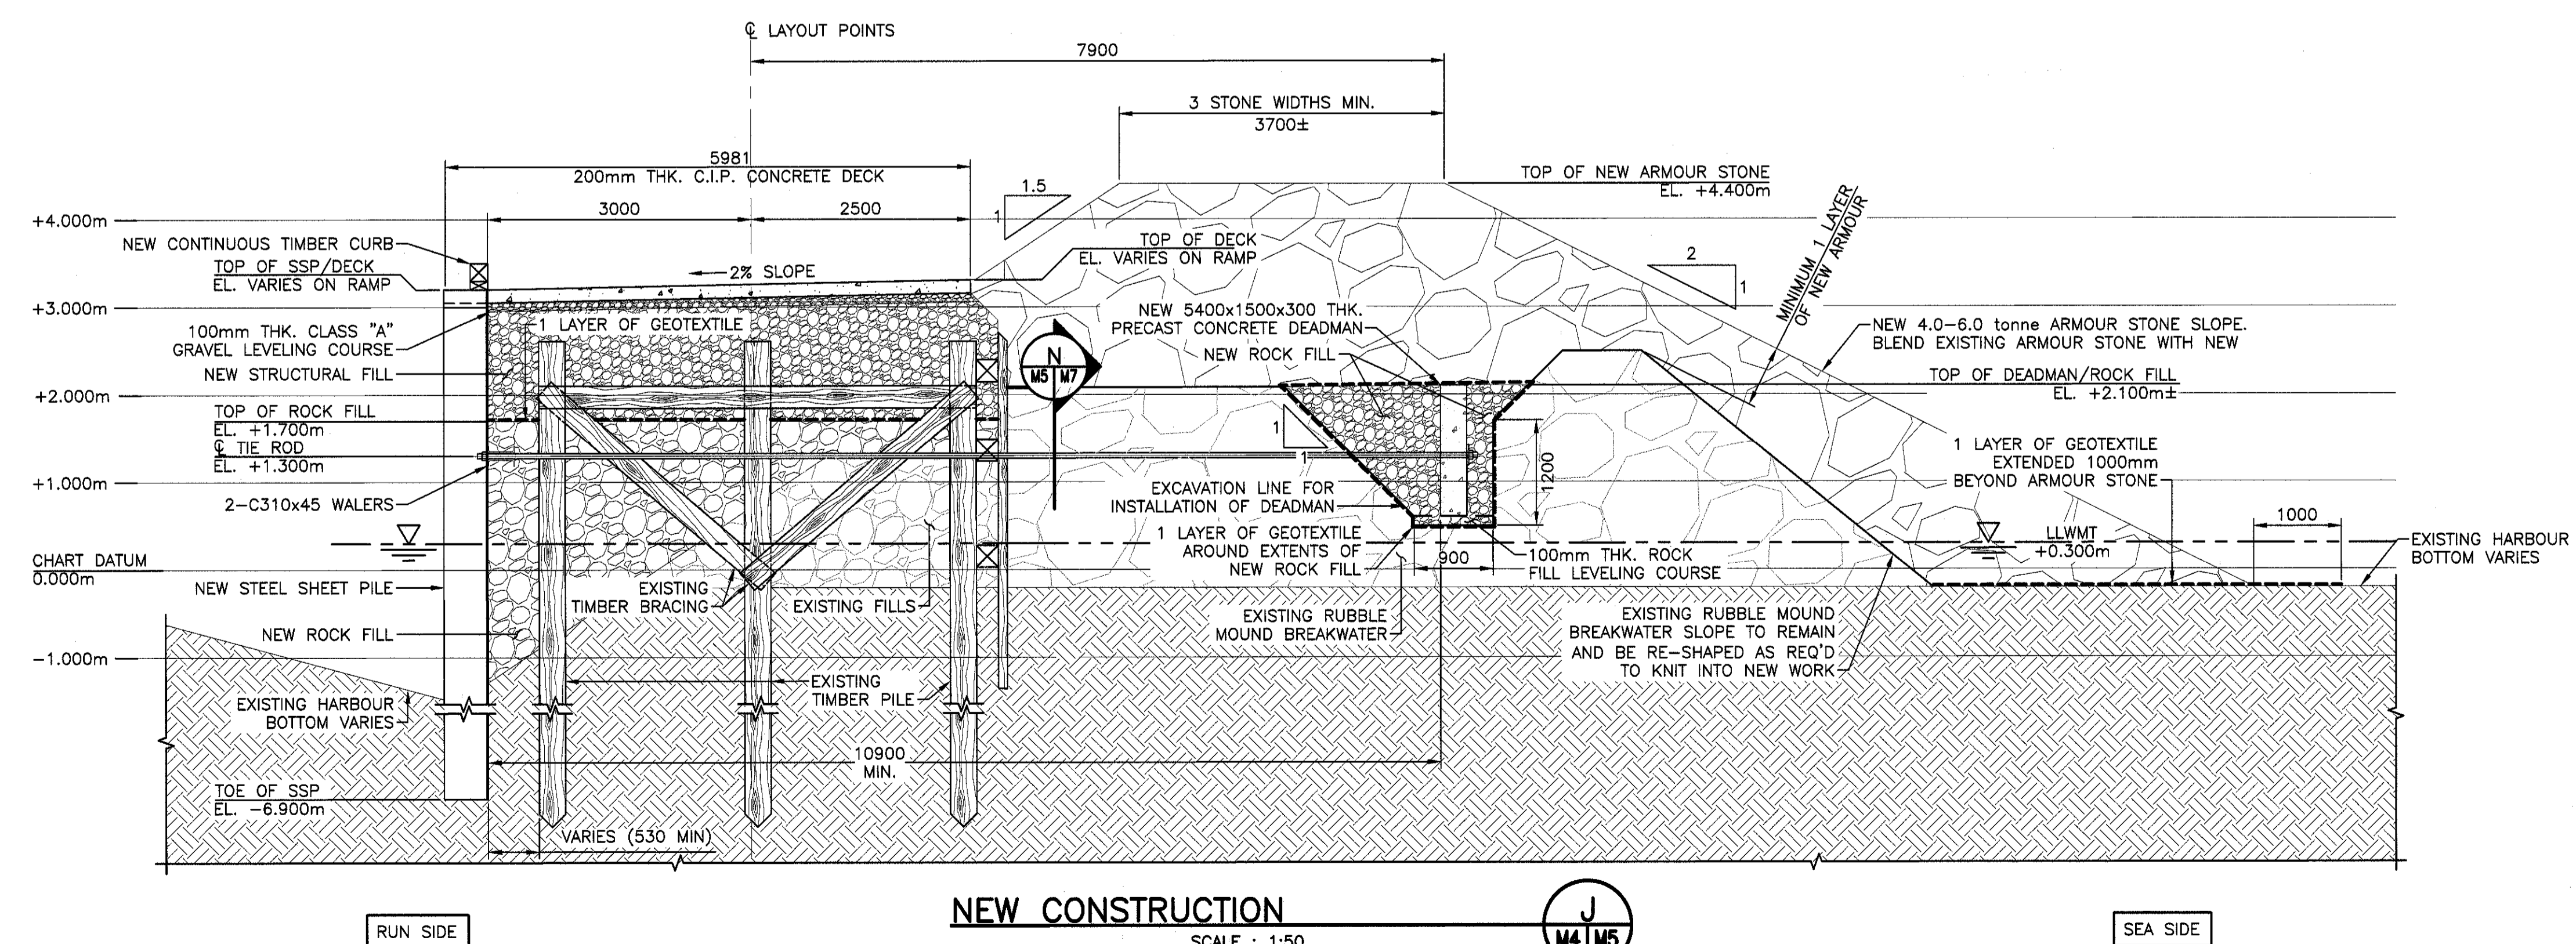 ℄ LAYOUT POINTS
7900
3 STONE WIDTHS MIN.
3700±
5981
200mm THK. C.I.P. CONCRETE DECK
3000
2500
1.5
1
TOP OF NEW ARMOUR STONE
EL. +4.400m
MINIMUM 1 LAYER
OF NEW ARMOUR
+4.000m
NEW CONTINUOUS TIMBER CURB
TOP OF SSP/DECK
EL. VARIES ON RAMP
2% SLOPE
TOP OF DECK
EL. VARIES ON RAMP
2
1
+3.000m
100mm THK. CLASS "A"
GRAVEL LEVELING COURSE
1 LAYER OF GEOTEXTILE
NEW 5400x1500x300 THK.
PRECAST CONCRETE DEADMAN
NEW ROCK FILL
N
M5 M7
NEW 4.0-6.0 tonne ARMOUR STONE SLOPE.
BLEND EXISTING ARMOUR STONE WITH NEW
NEW STRUCTURAL FILL
TOP OF DEADMAN/ROCK FILL
EL. +2.100m±
+2.000m
TOP OF ROCK FILL
EL. +1.700m
℄ TIE ROD
EL. +1.300m
1
1
1200
1 LAYER OF GEOTEXTILE
EXTENDED 1000mm
BEYOND ARMOUR STONE
+1.000m
2-C310x45 WALERS
EXCAVATION LINE FOR
INSTALLATION OF DEADMAN
1 LAYER OF GEOTEXTILE
AROUND EXTENTS OF
NEW ROCK FILL
900
100mm THK. ROCK
FILL LEVELING COURSE
LLWMT
+0.300m
1000
EXISTING HARBOUR
BOTTOM VARIES
CHART DATUM
0.000m
NEW STEEL SHEET PILE
EXISTING
TIMBER BRACING
EXISTING FILLS
EXISTING RUBBLE
MOUND BREAKWATER
EXISTING RUBBLE MOUND
BREAKWATER SLOPE TO REMAIN
AND BE RE-SHAPED AS REQ'D
TO KNIT INTO NEW WORK
NEW ROCK FILL
-1.000m
EXISTING HARBOUR
BOTTOM VARIES
EXISTING
TIMBER PILE
10900
MIN.
TOE OF SSP
EL. -6.900m
VARIES (530 MIN)
NEW CONSTRUCTION
SCALE : 1:50
J
M4 M5
RUN SIDE
SEA SIDE